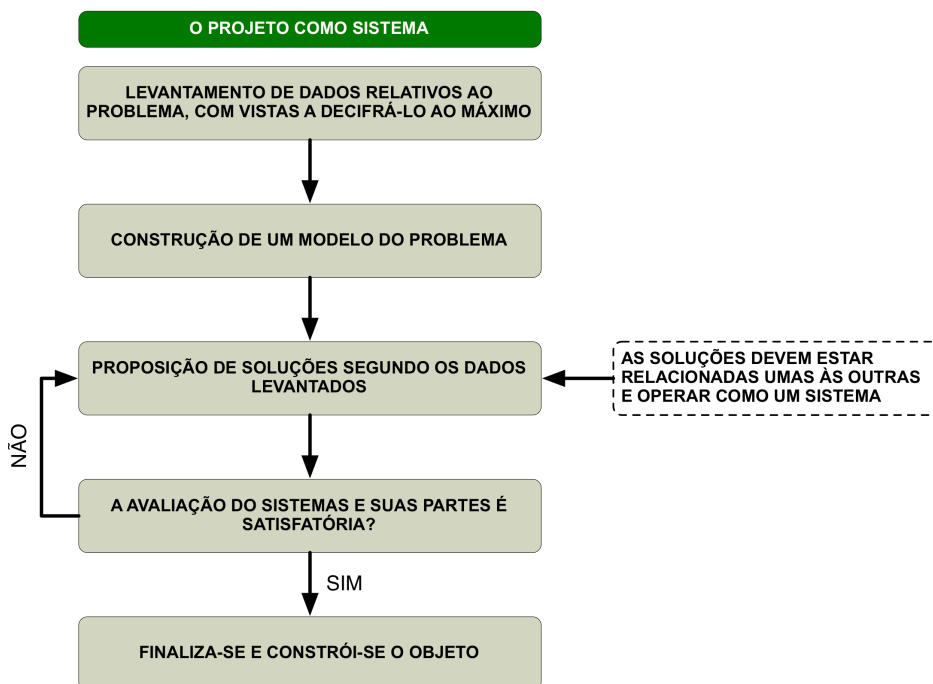 O PROJETO COMO SISTEMA
LEVANTAMENTO DE DADOS RELATIVOS AO
PROBLEMA, COM VISTAS A DECIFRÁ-LO AO MÁXIMO
CONSTRUÇÃO DE UM MODELO DO PROBLEMA
PROPOSIÇÃO DE SOLUÇÕES SEGUNDO OS DADOS
LEVANTADOS
AS SOLUÇÕES DEVEM ESTAR
RELACIONADAS UMAS ÀS OUTRAS
E OPERAR COMO UM SISTEMA
NÃO
A AVALIAÇÃO DO SISTEMAS E SUAS PARTES É
SATISFATÓRIA?
SIM
FINALIZA-SE E CONSTRÓI-SE O OBJETO